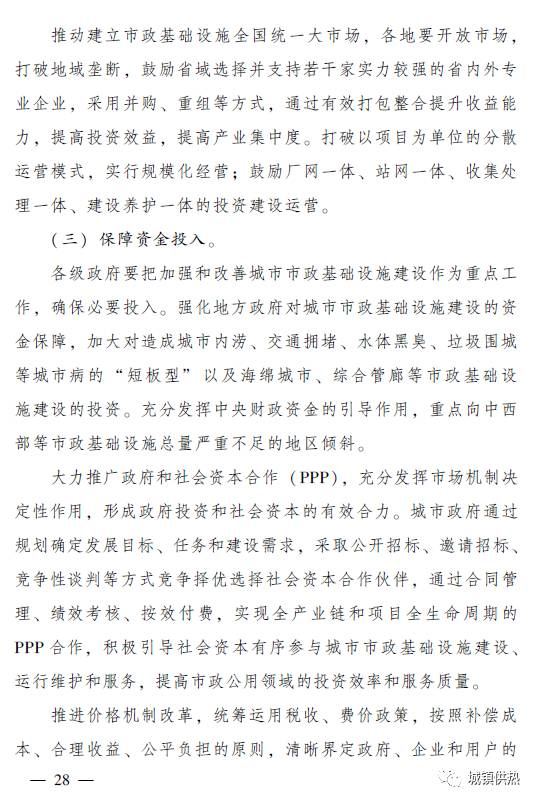 推动建立市政基础设施全国统一大市场，各地要开放市场，
打破地域垄断，鼓励省域选择并支持若干家实力较强的省内外专
业企业，采用并购、重组等方式，通过有效打包整合提升收益能
力，提高投资效益，提高产业集中度。打破以项目为单位的分散
运营模式，实行规模化经营；鼓励厂网一体、站网一体、收集处
理一体、建设养护一体的投资建设运营。
（三）保障资金投入。
各级政府要把加强和改善城市市政基础设施建设作为重点工
作，确保必要投入。强化地方政府对城市市政基础设施建设的资
金保障，加大对造成城市内涝、交通拥堵、水体黑臭、垃圾围城
等城市病的“短板型”以及海绵城市、综合管廊等市政基础设
施建设的投资。充分发挥中央财政资金的引导作用，重点向中西
部等市政基础设施总量严重不足的地区倾斜。
大力推广政府和社会资本合作（PPP），充分发挥市场机制决
定性作用，形成政府投资和社会资本的有效合力。城市政府通过
规划确定发展目标、任务和建设需求，采取公开招标、邀请招标、
竞争性谈判等方式竞争择优选择社会资本合作伙伴，通过合同管
理、绩效考核、按效付费，实现全产业链和项目全生命周期的
PPP 合作，积极引导社会资本有序参与城市市政基础设施建设、
运行维护和服务，提高市政公用领域的投资效率和服务质量。
推进价格机制改革，统筹运用税收、费价政策，按照补偿成
本、合理收益、公平负担的原则，清晰界定政府、企业和用户的
— 28 —
城镇供热